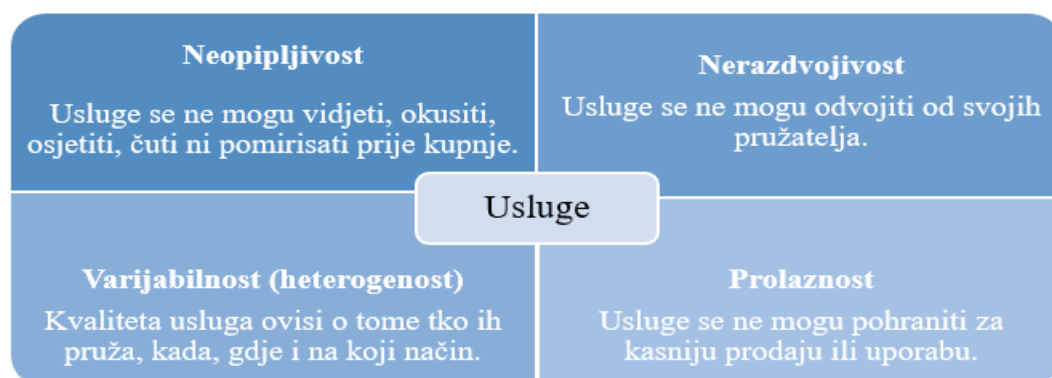 Neopipljivost
Usluge se ne mogu vidjeti, okusiti,
osjetiti, čuti ni pomirisati prije kupnje.
Nerazdvojivost
Usluge se ne mogu odvojiti od svojih
pružatelja.
Usluge
Varijabilnost (heterogenost)
Kvaliteta usluga ovisi o tome tko ih
pruža, kada, gdje i na koji način.
Prolaznost
Usluge se ne mogu pohraniti za
kasniju prodaju ili uporabu.